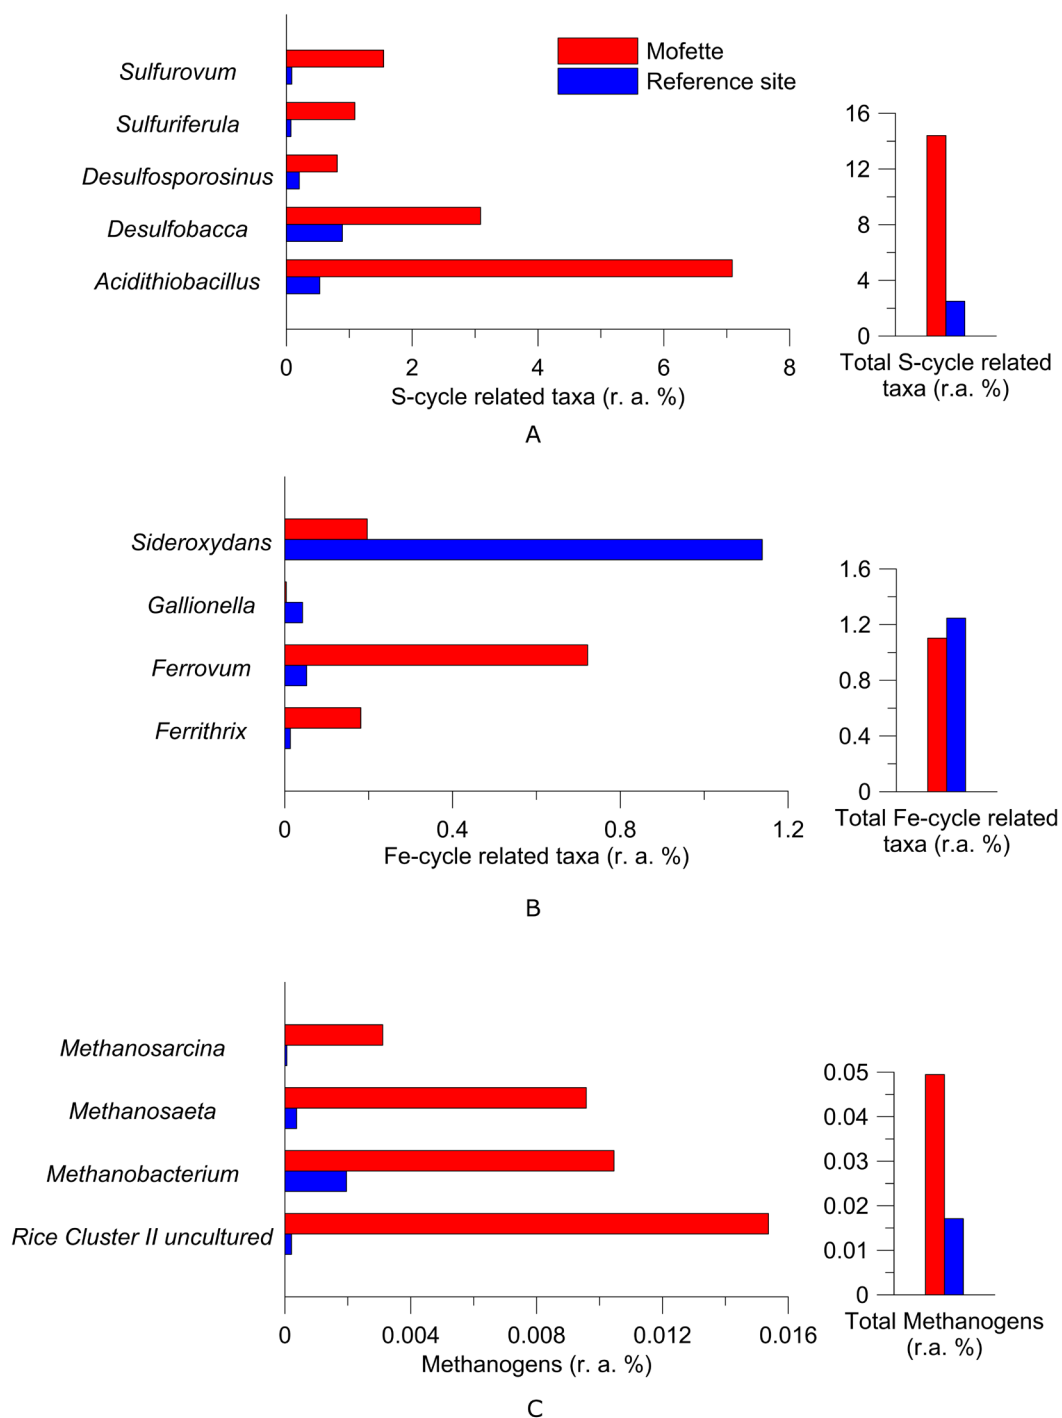 Mofette
Reference site
Sulfurovum
Sulfuriferula
Desulfosporosinus
Desulfobacca
Acidithiobacillus
0 2 4 6 8
S-cycle related taxa (r. a. %)
16
12
8
4
0
Total S-cycle related
taxa (r.a. %)
A
Sideroxydans
Gallionella
Ferrovum
Ferrithrix
0 0.4 0.8 1.2
Fe-cycle related taxa (r. a. %)
1.6
1.2
0.8
0.4
0
Total Fe-cycle related
taxa (r.a. %)
B
Methanosarcina
Methanosaeta
Methanobacterium
Rice Cluster II uncultured
0 0.004 0.008 0.012 0.016
Methanogens (r. a. %)
0.05
0.04
0.03
0.02
0.01
0
Total Methanogens
(r.a. %)
C